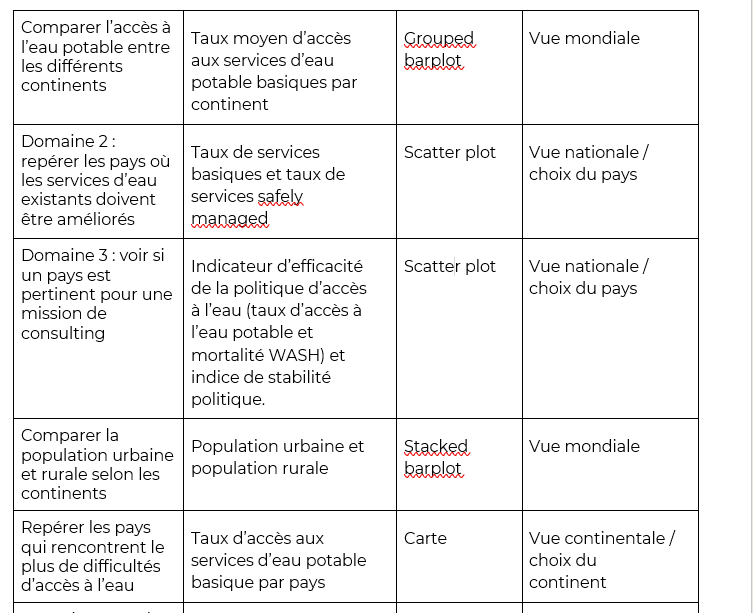 Comparer l’accès à
l’eau potable entre
les différents
continents
Taux moyen d’accès
aux services d’eau
potable basiques par
continent
Grouped
barplot
Vue mondiale
Domaine 2 :
repérer les pays où
les services d’eau
existants doivent
être améliorés
Taux de services
basiques et taux de
services safely
managed
Scatter plot
Vue nationale /
choix du pays
Domaine 3 : voir si
un pays est
pertinent pour une
mission de
consulting
Indicateur d’efficacité
de la politique d’accès
à l’eau (taux d’accès à
l’eau potable et
mortalité WASH) et
indice de stabilité
politique.
Scatter plot
Vue nationale /
choix du pays
Comparer la
population urbaine
et rurale selon les
continents
Population urbaine et
population rurale
Stacked
barplot
Vue mondiale
Repérer les pays
qui rencontrent le
plus de difficultés
d’accès à l’eau
Taux d’accès aux
services d’eau potable
basique par pays
Carte
Vue continentale /
choix du
continent